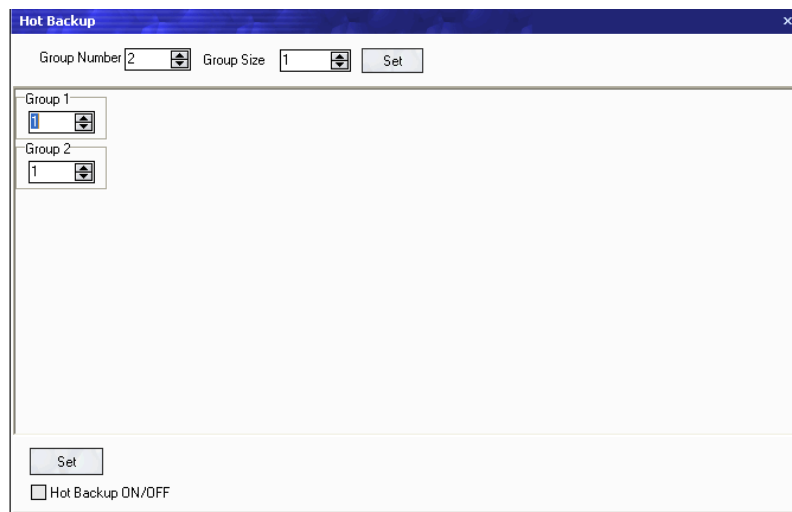 Hot Backup
Group Number 2 Group Size 1 Set
Group 1
1
Group 2
1
Set
Hot Backup ON/OFF